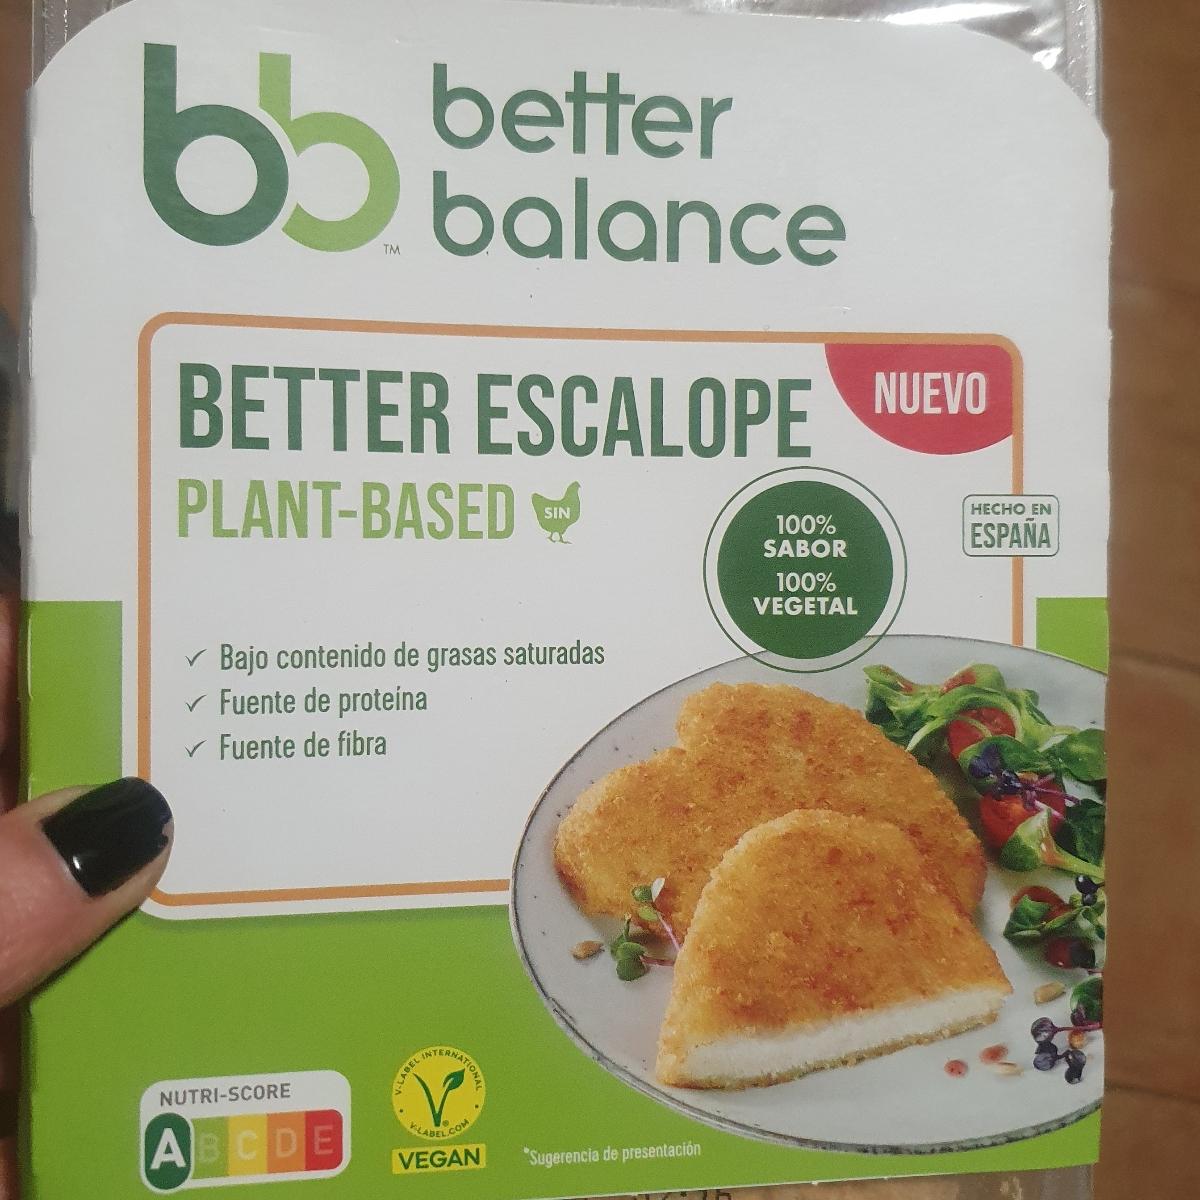 bb
TM
better
balance
BETTER ESCALOPE
NUEVO
PLANT-BASED
SIN
100%
SABOR
100%
VEGETAL
HECHO EN
ESPAÑA
✓ Bajo contenido de grasas saturadas
✓ Fuente de proteína
✓ Fuente de fibra
NUTRI-SCORE
A B C D E
V-LABEL INTERNATIONAL
V-LABEL.COM
VEGAN
*Sugerencia de presentación